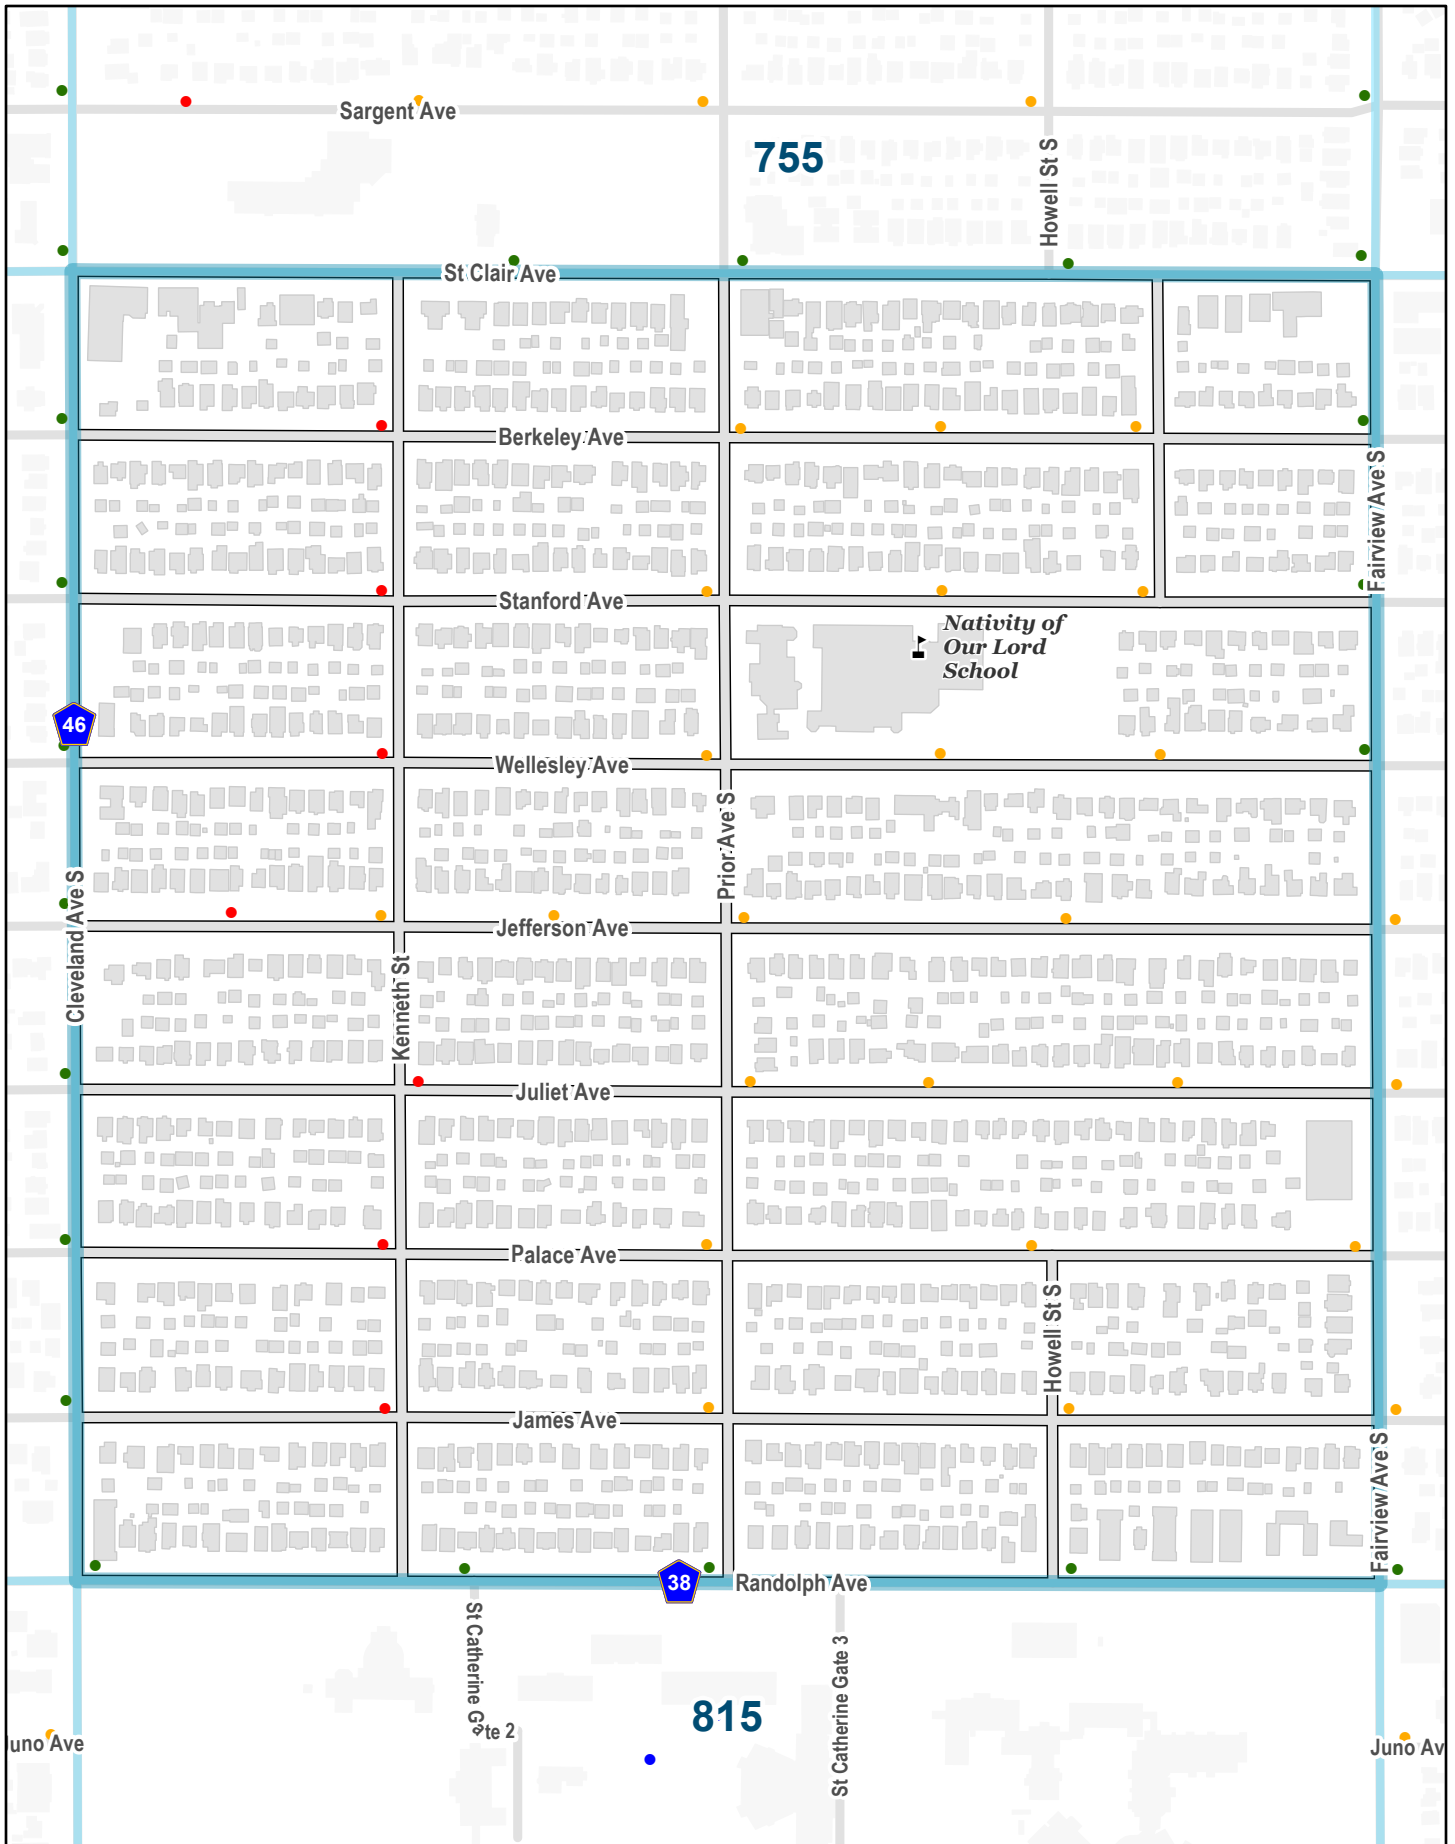 Sargent Ave
755
Howell St S
St Clair Ave
Berkeley Ave
Fairview Ave S
Stanford Ave
Nativity of
Our Lord
School
46
Wellesley Ave
Prior Ave S
Cleveland Ave S
Jefferson Ave
Kenneth St
Juliet Ave
Palace Ave
Howell St S
James Ave
Fairview Ave S
38
Randolph Ave
St Catherine Gate 2
St Catherine Gate 3
815
uno Ave
Juno Av